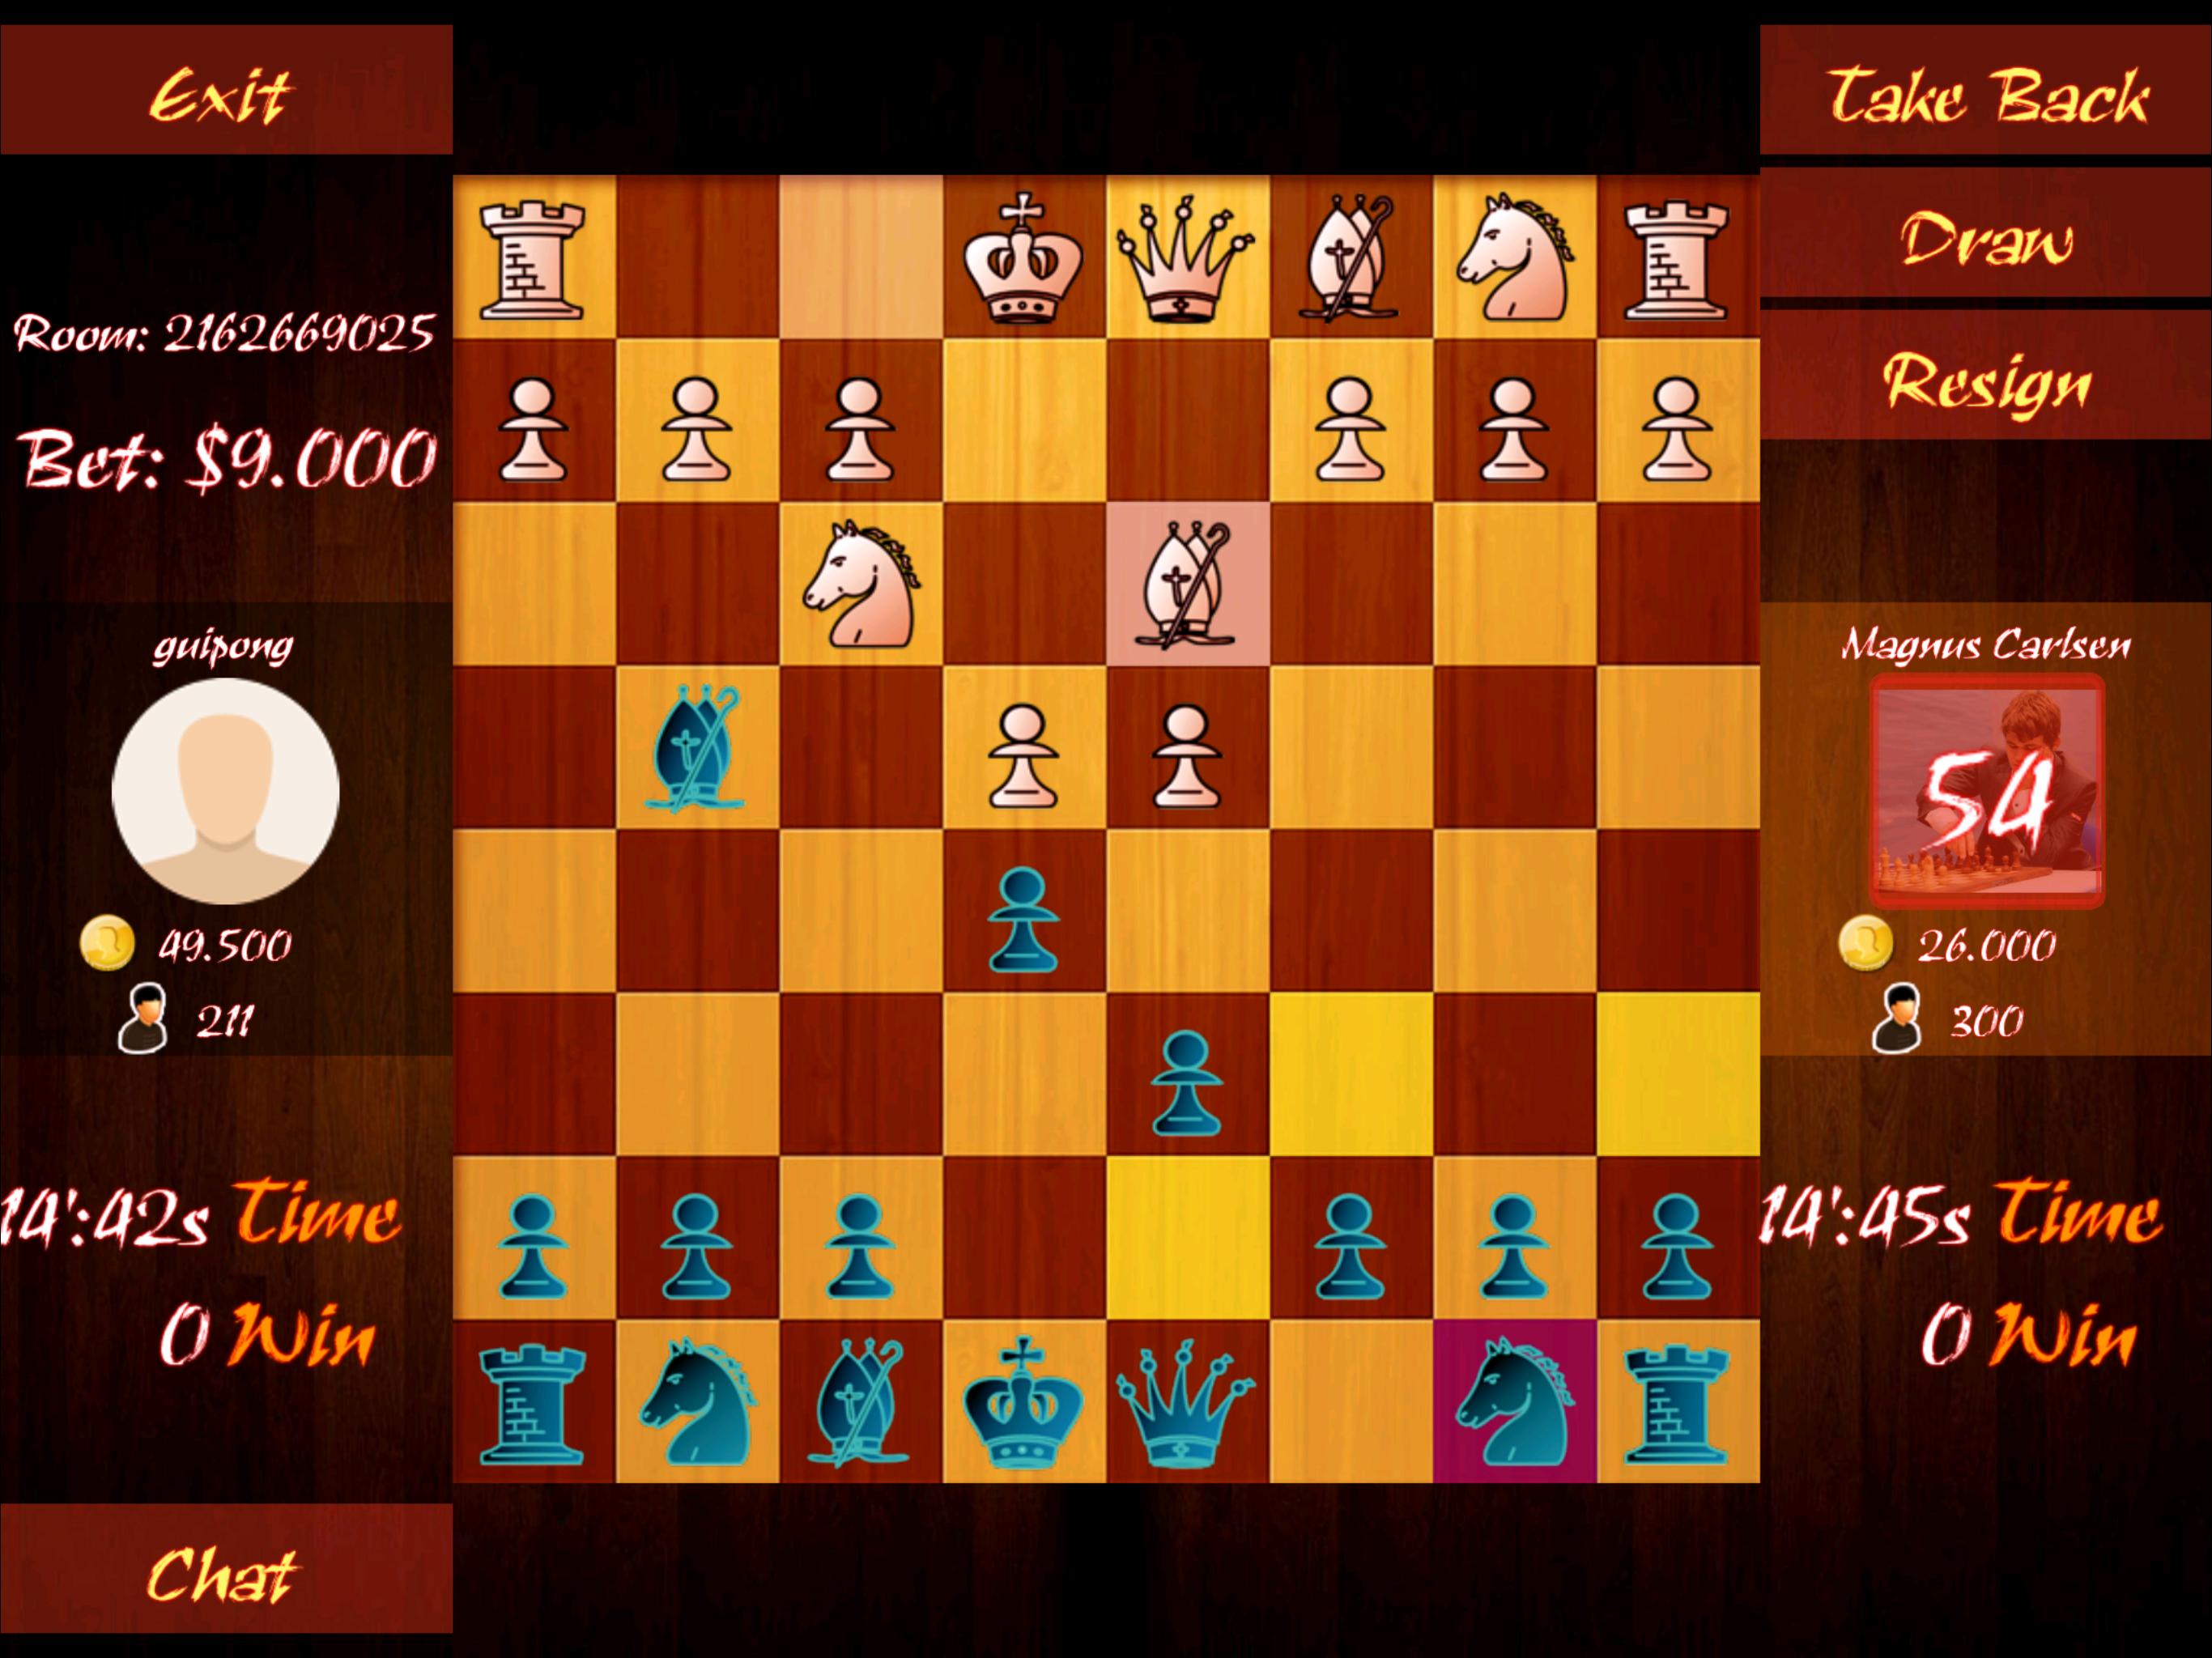 Exit
Take Back
Draw
Room: 2162669025
Resign
Bet: $9.000
guipong
Magnus Carlsen
54
49.500
26.000
211
300
14':42s Time
14':45s Time
0 Win
0 Win
Chat